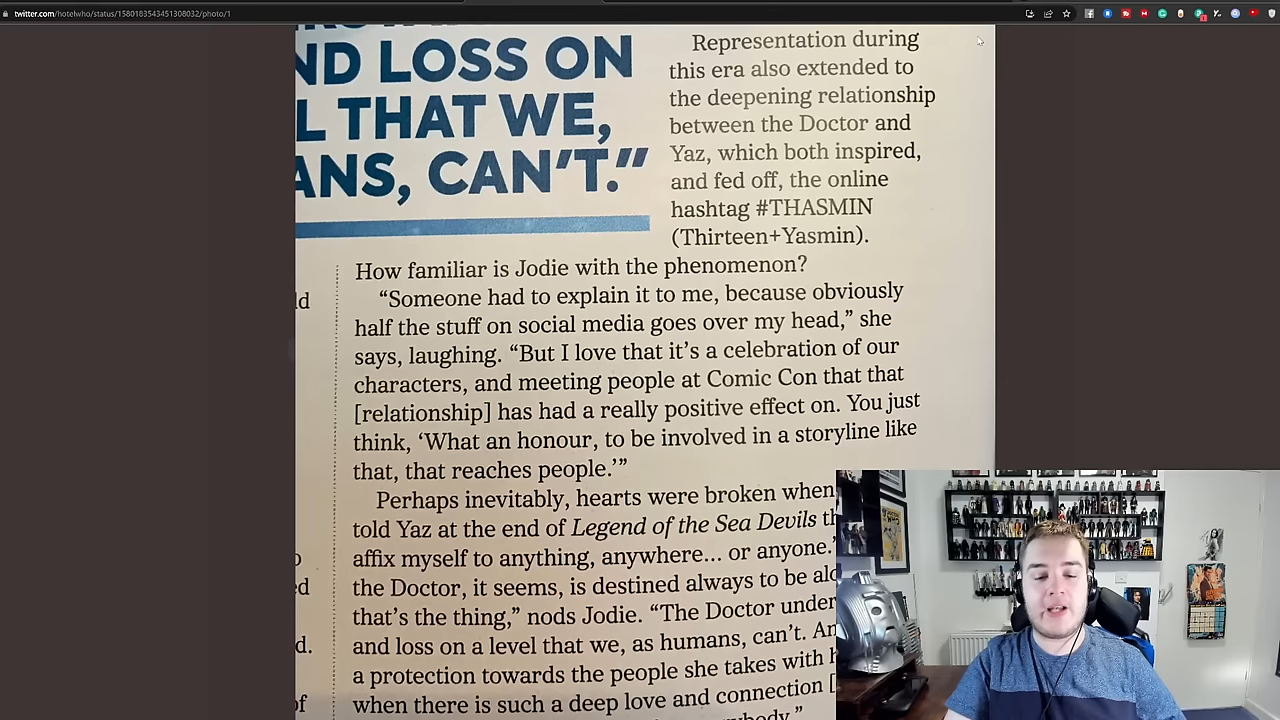 twitter.com/hotelwho/status/1580183543451308032/photo/1
ND LOSS ON
L THAT WE,
ANS, CAN'T."
Representation during
this era also extended to
the deepening relationship
between the Doctor and
Yaz, which both inspired,
and fed off, the online
hashtag #THASMIN
(Thirteen+Yasmin).
How familiar is Jodie with the phenomenon?
“Someone had to explain it to me, because obviously
half the stuff on social media goes over my head,” she
says, laughing. “But I love that it’s a celebration of our
characters, and meeting people at Comic Con that that
[relationship] has had a really positive effect on. You just
think, ‘What an honour, to be involved in a storyline like
that, that reaches people.’”
Perhaps inevitably, hearts were broken when
told Yaz at the end of Legend of the Sea Devils th
affix myself to anything, anywhere… or anyone.’
the Doctor, it seems, is destined always to be alo
that’s the thing,” nods Jodie. “The Doctor under
and loss on a level that we, as humans, can’t. An
a protection towards the people she takes with h
when there is such a deep love and connection [
ybody.”
ld
ed
d.
of